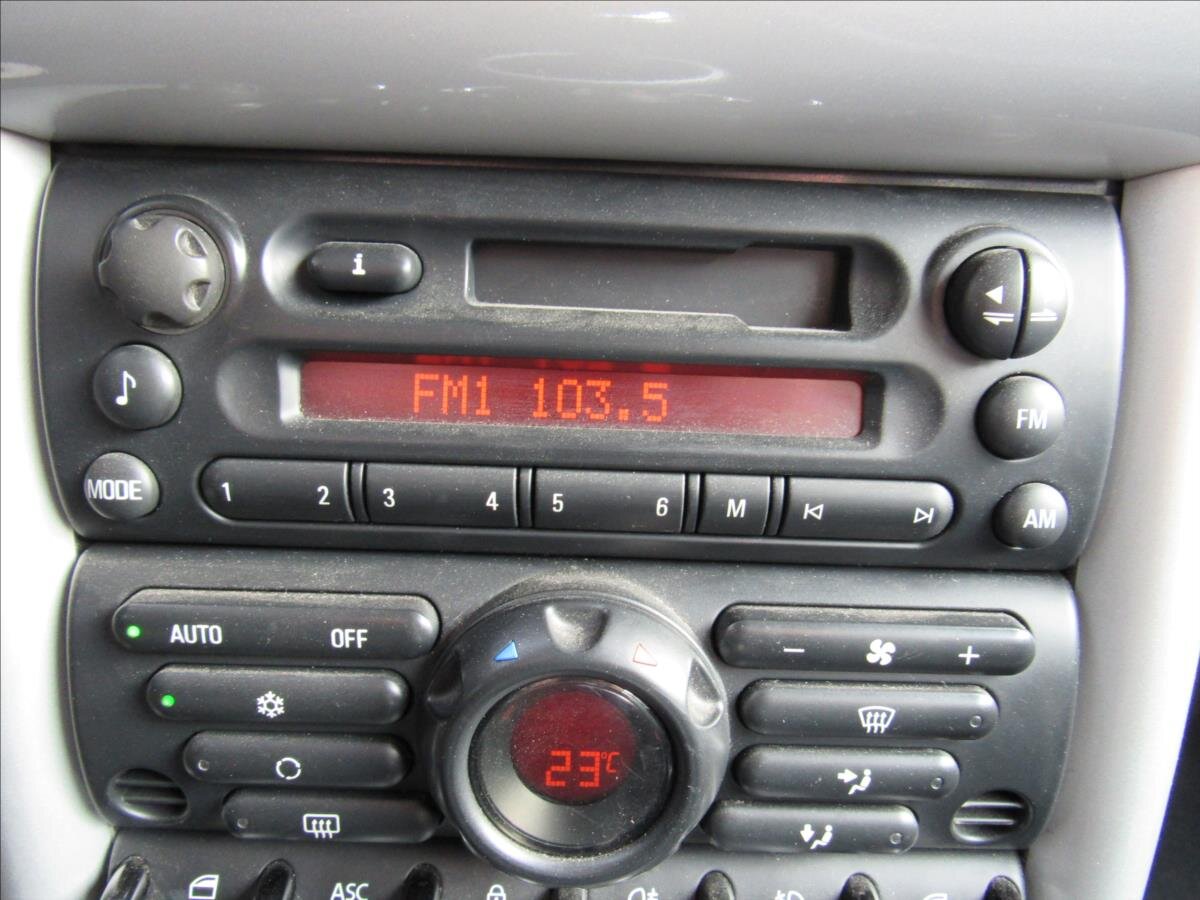 i
FM1 103.5
FM
MODE
1 2 3 4 5 6 M
AM
AUTO OFF
- +
23°C
ASC